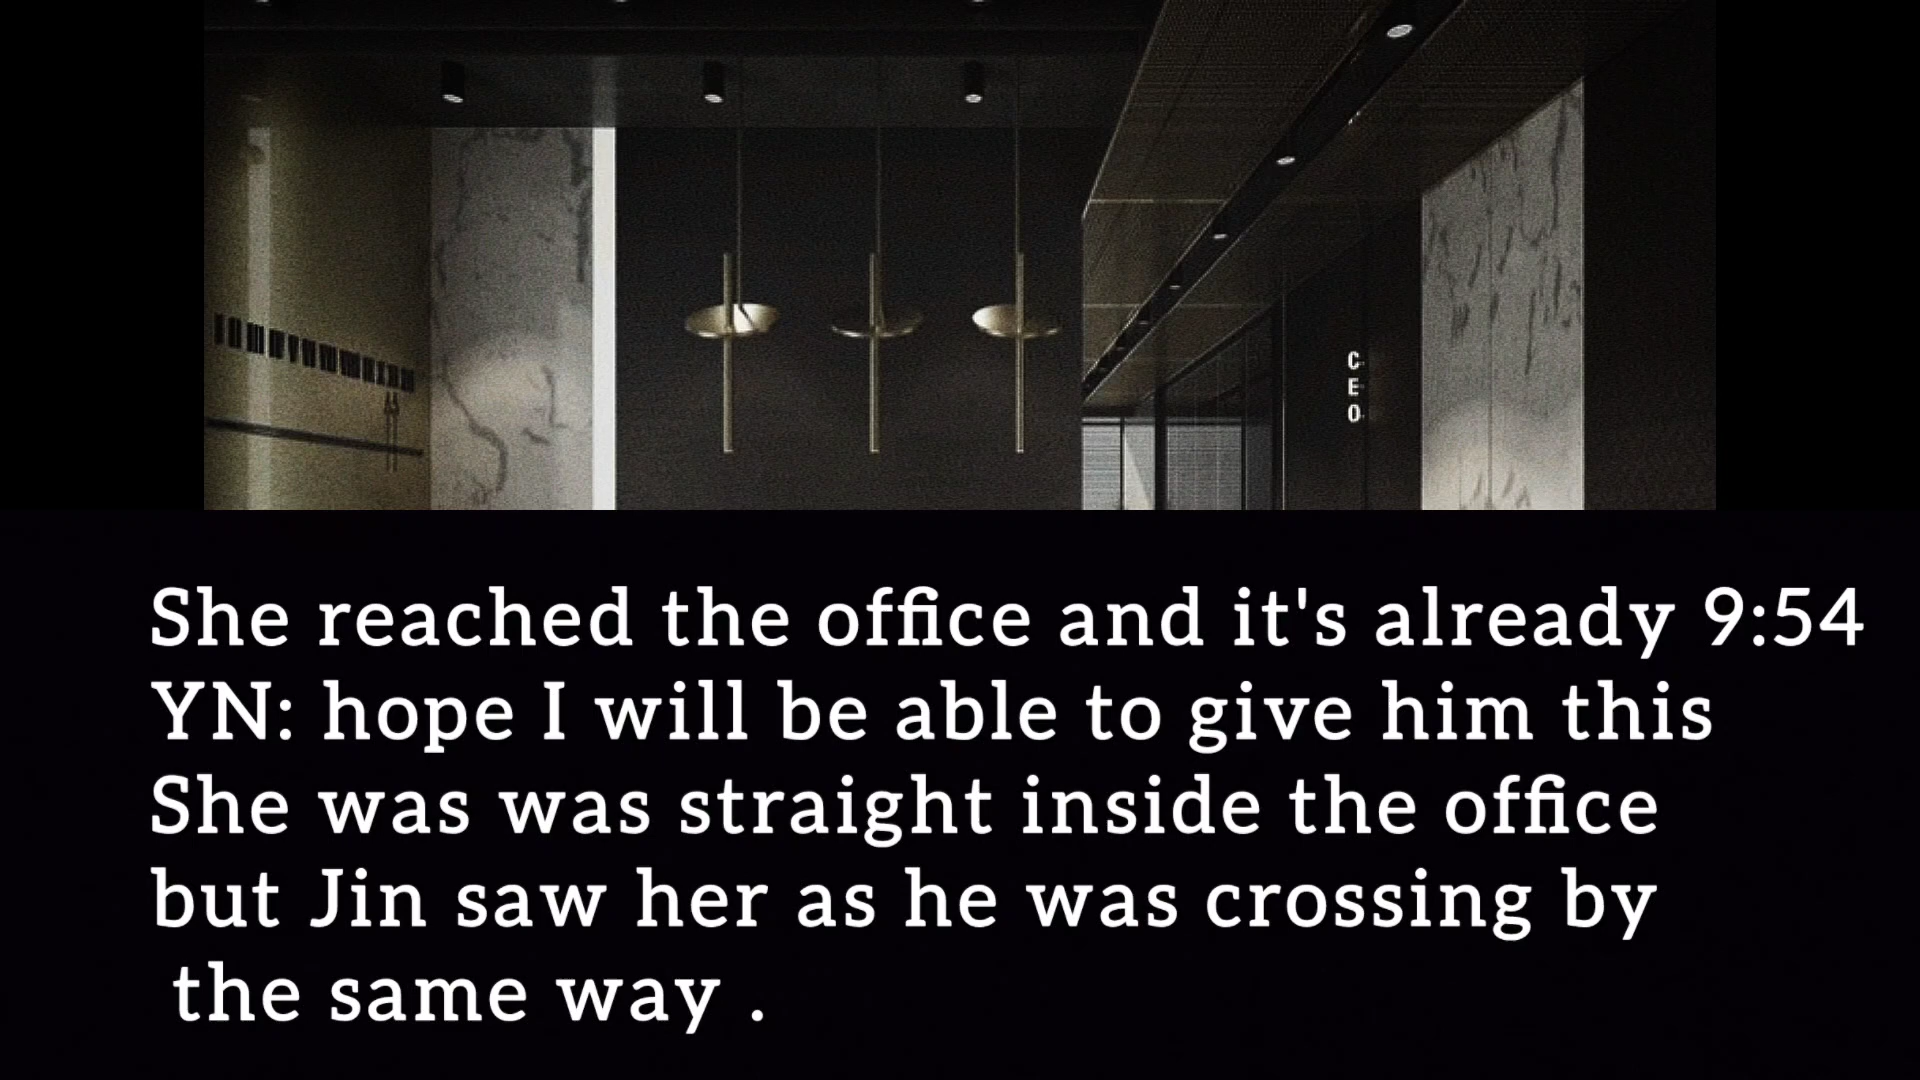 C
E
O
She reached the office and it's already 9:54
YN: hope I will be able to give him this
She was was straight inside the office
but Jin saw her as he was crossing by
the same way .